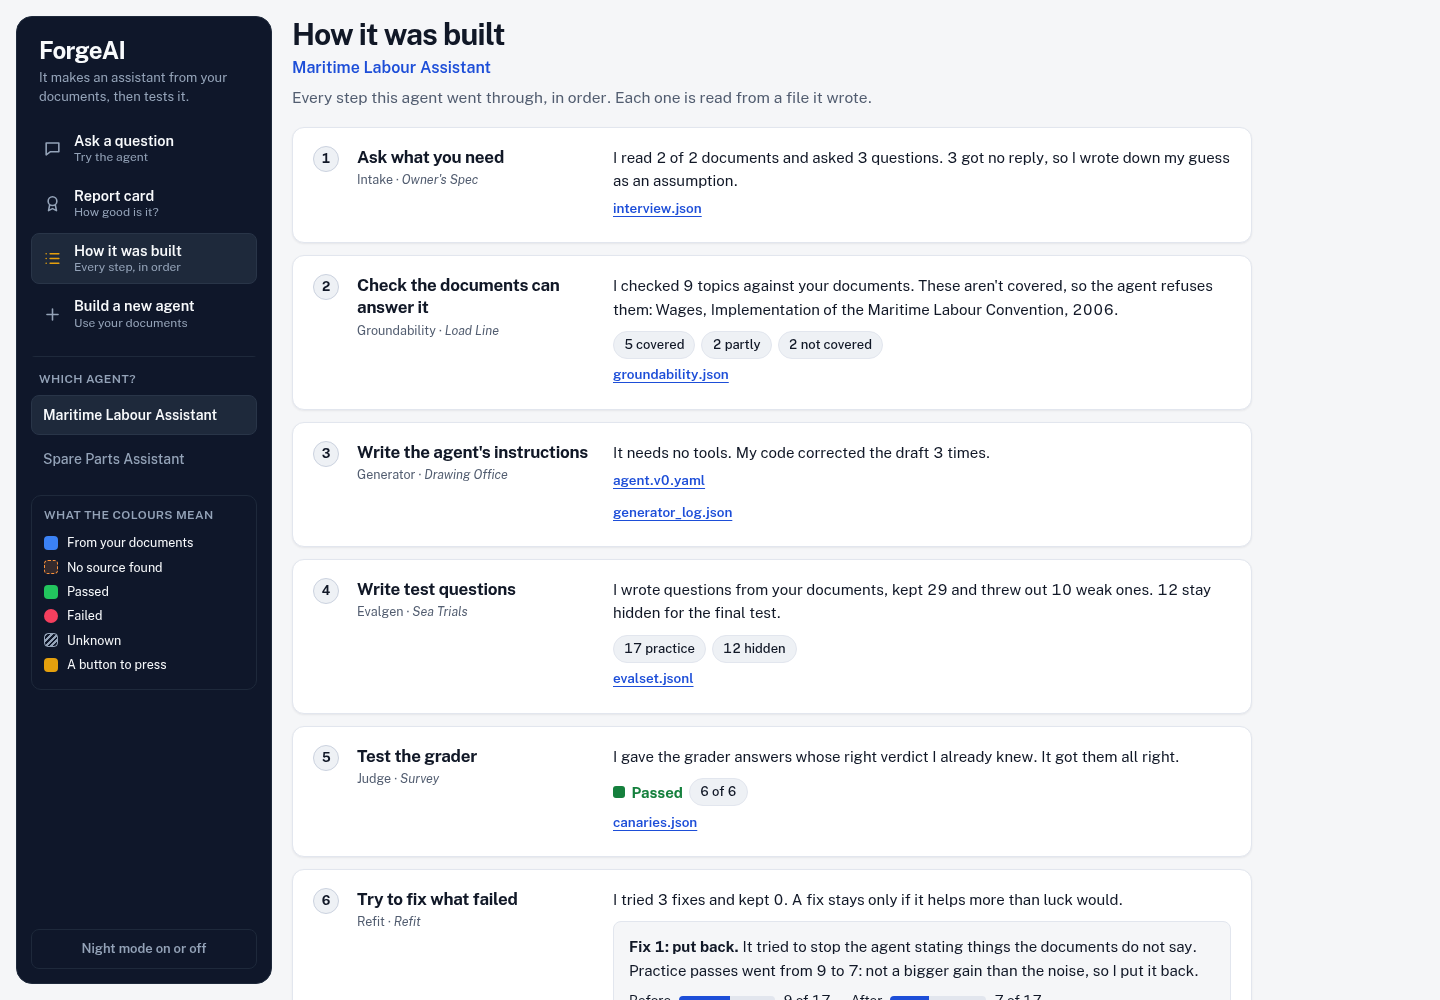 ForgeAI
It makes an assistant from your
documents, then tests it.
Ask a question
Try the agent
Report card
How good is it?
How it was built
Every step, in order
Build a new agent
Use your documents
WHICH AGENT?
Maritime Labour Assistant
Spare Parts Assistant
WHAT THE COLOURS MEAN
From your documents
No source found
Passed
Failed
Unknown
A button to press
Night mode on or off
How it was built
Maritime Labour Assistant
Every step this agent went through, in order. Each one is read from a file it wrote.
1
Ask what you need
Intake · Owner's Spec
I read 2 of 2 documents and asked 3 questions. 3 got no reply, so I wrote down my guess
as an assumption.
interview.json
2
Check the documents can
answer it
Groundability · Load Line
I checked 9 topics against your documents. These aren't covered, so the agent refuses
them: Wages, Implementation of the Maritime Labour Convention, 2006.
5 covered 2 partly 2 not covered
groundability.json
3
Write the agent's instructions
Generator · Drawing Office
It needs no tools. My code corrected the draft 3 times.
agent.v0.yaml
generator_log.json
4
Write test questions
Evalgen · Sea Trials
I wrote questions from your documents, kept 29 and threw out 10 weak ones. 12 stay
hidden for the final test.
17 practice 12 hidden
evalset.jsonl
5
Test the grader
Judge · Survey
I gave the grader answers whose right verdict I already knew. It got them all right.
Passed 6 of 6
canaries.json
6
Try to fix what failed
Refit · Refit
I tried 3 fixes and kept 0. A fix stays only if it helps more than luck would.
Fix 1: put back. It tried to stop the agent stating things the documents do not say.
Practice passes went from 9 to 7: not a bigger gain than the noise, so I put it back.
Before 9 of 17 After 7 of 17